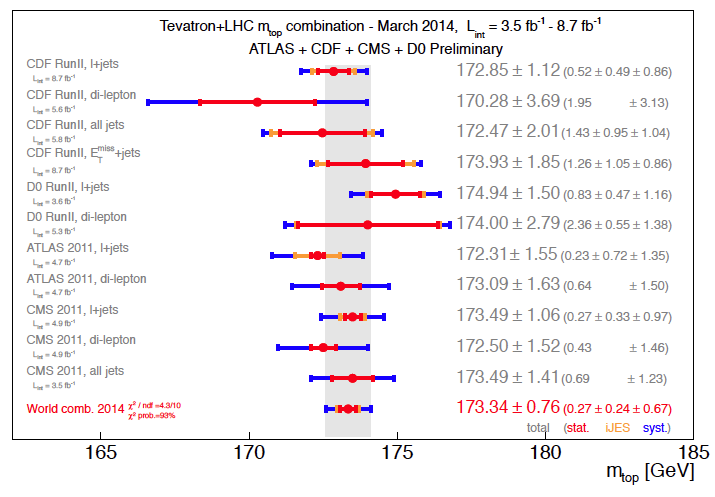 Tevatron+LHC m_top combination - March 2014, L_int = 3.5 fb⁻¹ - 8.7 fb⁻¹
ATLAS + CDF + CMS + D0 Preliminary
CDF RunII, l+jets 172.85 ± 1.12 (0.52 ± 0.49 ± 0.86)
L_int = 8.7 fb⁻¹
CDF RunII, di-lepton 170.28 ± 3.69 (1.95 ± 3.13)
L_int = 5.6 fb⁻¹
CDF RunII, all jets 172.47 ± 2.01 (1.43 ± 0.95 ± 1.04)
L_int = 5.8 fb⁻¹
CDF RunII, E_T^miss+jets 173.93 ± 1.85 (1.26 ± 1.05 ± 0.86)
L_int = 8.7 fb⁻¹
D0 RunII, l+jets 174.94 ± 1.50 (0.83 ± 0.47 ± 1.16)
L_int = 3.6 fb⁻¹
D0 RunII, di-lepton 174.00 ± 2.79 (2.36 ± 0.55 ± 1.38)
L_int = 5.3 fb⁻¹
ATLAS 2011, l+jets 172.31 ± 1.55 (0.23 ± 0.72 ± 1.35)
L_int = 4.7 fb⁻¹
ATLAS 2011, di-lepton 173.09 ± 1.63 (0.64 ± 1.50)
L_int = 4.7 fb⁻¹
CMS 2011, l+jets 173.49 ± 1.06 (0.27 ± 0.33 ± 0.97)
L_int = 4.9 fb⁻¹
CMS 2011, di-lepton 172.50 ± 1.52 (0.43 ± 1.46)
L_int = 4.9 fb⁻¹
CMS 2011, all jets 173.49 ± 1.41 (0.69 ± 1.23)
L_int = 3.5 fb⁻¹
World comb. 2014 χ² / ndf =4.3/10 173.34 ± 0.76 (0.27 ± 0.24 ± 0.67)
χ² prob.=93%
total (stat. iJES syst.)
165 170 175 180 185
m_top [GeV]